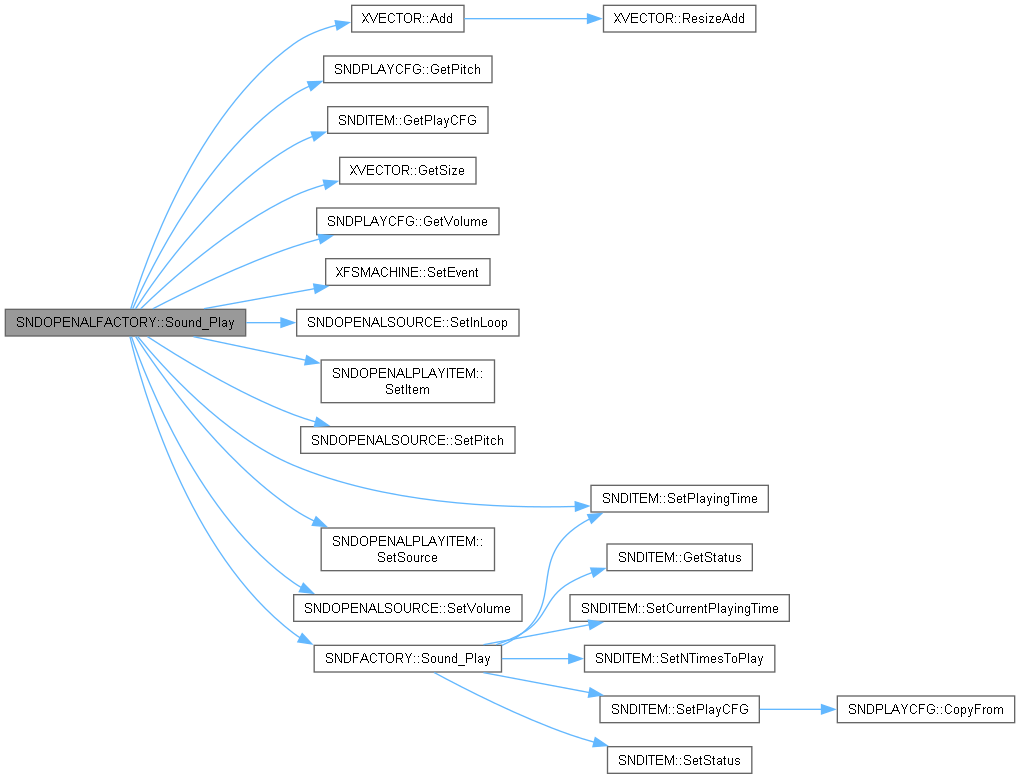 XVECTOR::Add
XVECTOR::ResizeAdd
SNDPLAYCFG::GetPitch
SNDITEM::GetPlayCFG
XVECTOR::GetSize
SNDPLAYCFG::GetVolume
XFSMACHINE::SetEvent
SNDOPENALFACTORY::Sound_Play
SNDOPENALSOURCE::SetInLoop
SNDOPENALPLAYITEM::
SetItem
SNDOPENALSOURCE::SetPitch
SNDITEM::SetPlayingTime
SNDOPENALPLAYITEM::
SetSource
SNDITEM::GetStatus
SNDOPENALSOURCE::SetVolume
SNDITEM::SetCurrentPlayingTime
SNDFACTORY::Sound_Play
SNDITEM::SetNTimesToPlay
SNDITEM::SetPlayCFG
SNDPLAYCFG::CopyFrom
SNDITEM::SetStatus